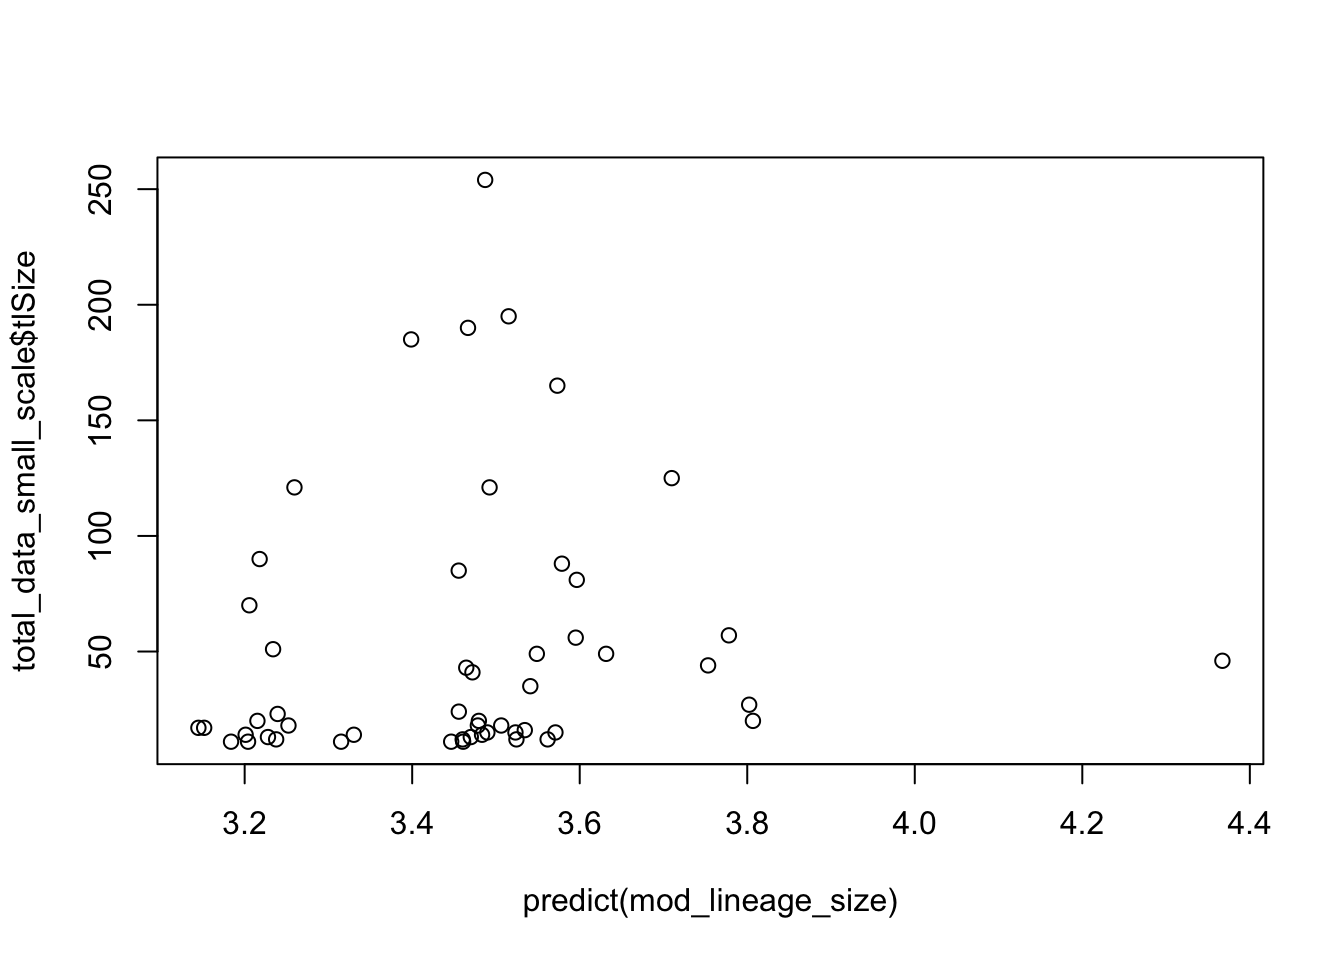 250
200
150
100
50
total_data_small_scale$tlSize
3.2 3.4 3.6 3.8 4.0 4.2 4.4
predict(mod_lineage_size)